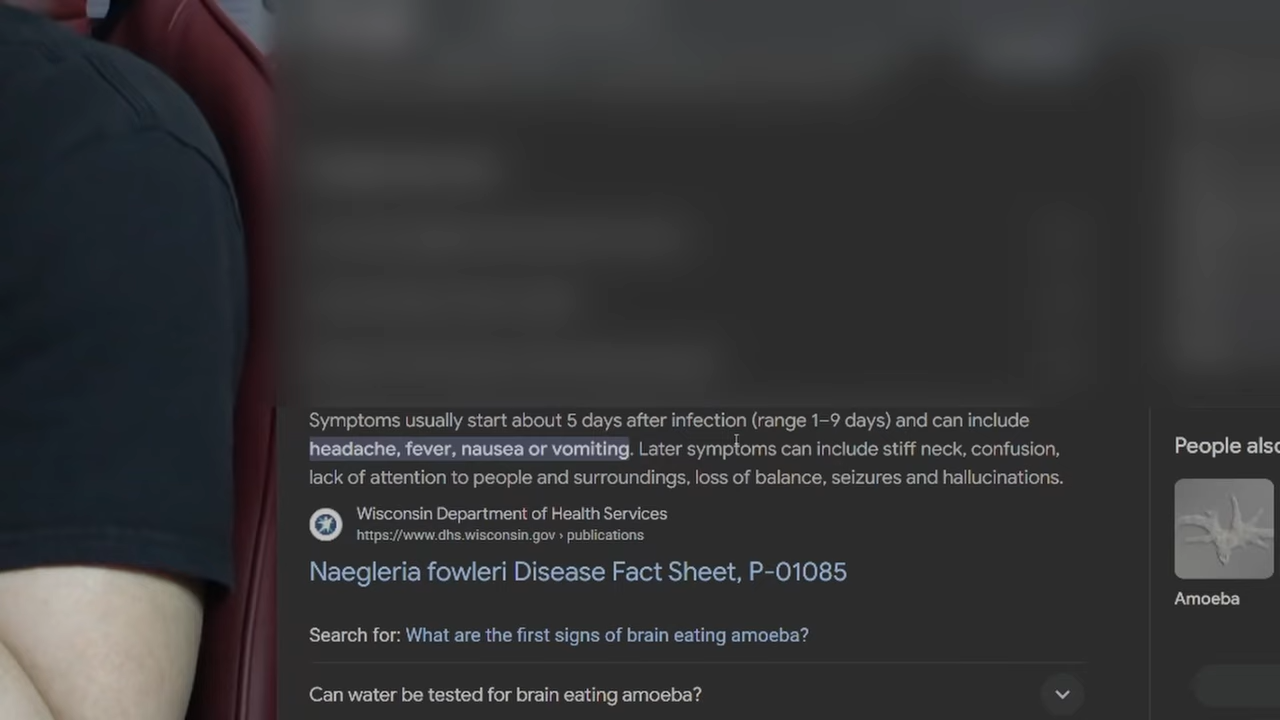 Symptoms usually start about 5 days after infection (range 1–9 days) and can include
headache, fever, nausea or vomiting. Later symptoms can include stiff neck, confusion,
lack of attention to people and surroundings, loss of balance, seizures and hallucinations.
Wisconsin Department of Health Services
https://www.dhs.wisconsin.gov › publications
Naegleria fowleri Disease Fact Sheet, P-01085
Search for: What are the first signs of brain eating amoeba?
Can water be tested for brain eating amoeba?
People also
Amoeba